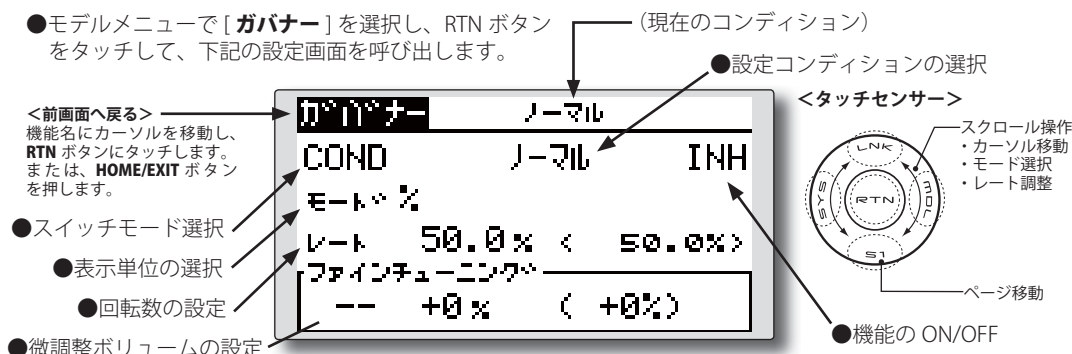 ●モデルメニューで [ ガバナー ] を選択し、RTN ボタン
をタッチして、下記の設定画面を呼び出します。
(現在のコンディション)
●設定コンディションの選択
<前画面へ戻る>
機能名にカーソルを移動し、
RTN ボタンにタッチします。
または、HOME/EXIT ボタン
を押します。
●スイッチモード選択
●表示単位の選択
●回転数の設定
●微調整ボリュームの設定
ガバナー ノーマル
COND ノーマル INH
モード %
レート 50.0% < 50.0%>
ファインチューニング
-- +0% ( +0%)
<タッチセンサー>
スクロール操作
・カーソル移動
・モード選択
・レート調整
LNK
SYS
RTN
MDL
S1
ページ移動
●機能の ON/OFF